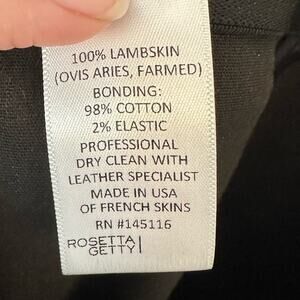 100% LAMBSKIN
(OVIS ARIES, FARMED)
BONDING:
98% COTTON
2% ELASTIC
PROFESSIONAL
DRY CLEAN WITH
LEATHER SPECIALIST
MADE IN USA
OF FRENCH SKINS
RN #145116
ROSETTA
GETTY